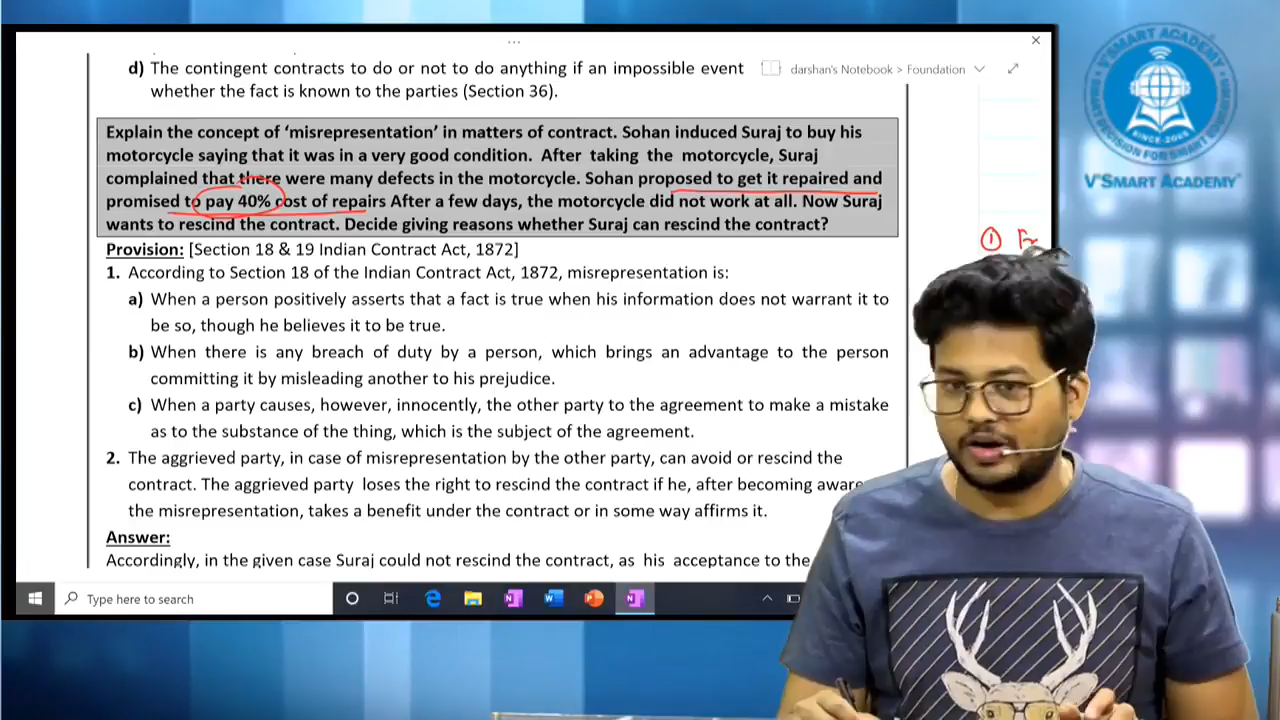 V'SMART ACADEMY
SINCE-2005
V'SMART ACADEMY
d) The contingent contracts to do or not to do anything if an impossible event
whether the fact is known to the parties (Section 36).
darshan's Notebook > Foundation
Explain the concept of ‘misrepresentation’ in matters of contract. Sohan induced Suraj to buy his
motorcycle saying that it was in a very good condition. After taking the motorcycle, Suraj
complained that there were many defects in the motorcycle. Sohan proposed to get it repaired and
promised to pay 40% cost of repairs After a few days, the motorcycle did not work at all. Now Suraj
wants to rescind the contract. Decide giving reasons whether Suraj can rescind the contract?
Provision: [Section 18 & 19 Indian Contract Act, 1872]
1. According to Section 18 of the Indian Contract Act, 1872, misrepresentation is:
a) When a person positively asserts that a fact is true when his information does not warrant it to
be so, though he believes it to be true.
b) When there is any breach of duty by a person, which brings an advantage to the person
committing it by misleading another to his prejudice.
c) When a party causes, however, innocently, the other party to the agreement to make a mistake
as to the substance of the thing, which is the subject of the agreement.
2. The aggrieved party, in case of misrepresentation by the other party, can avoid or rescind the
contract. The aggrieved party loses the right to rescind the contract if he, after becoming aware
the misrepresentation, takes a benefit under the contract or in some way affirms it.
Answer:
Accordingly, in the given case Suraj could not rescind the contract, as his acceptance to the
①
Type here to search